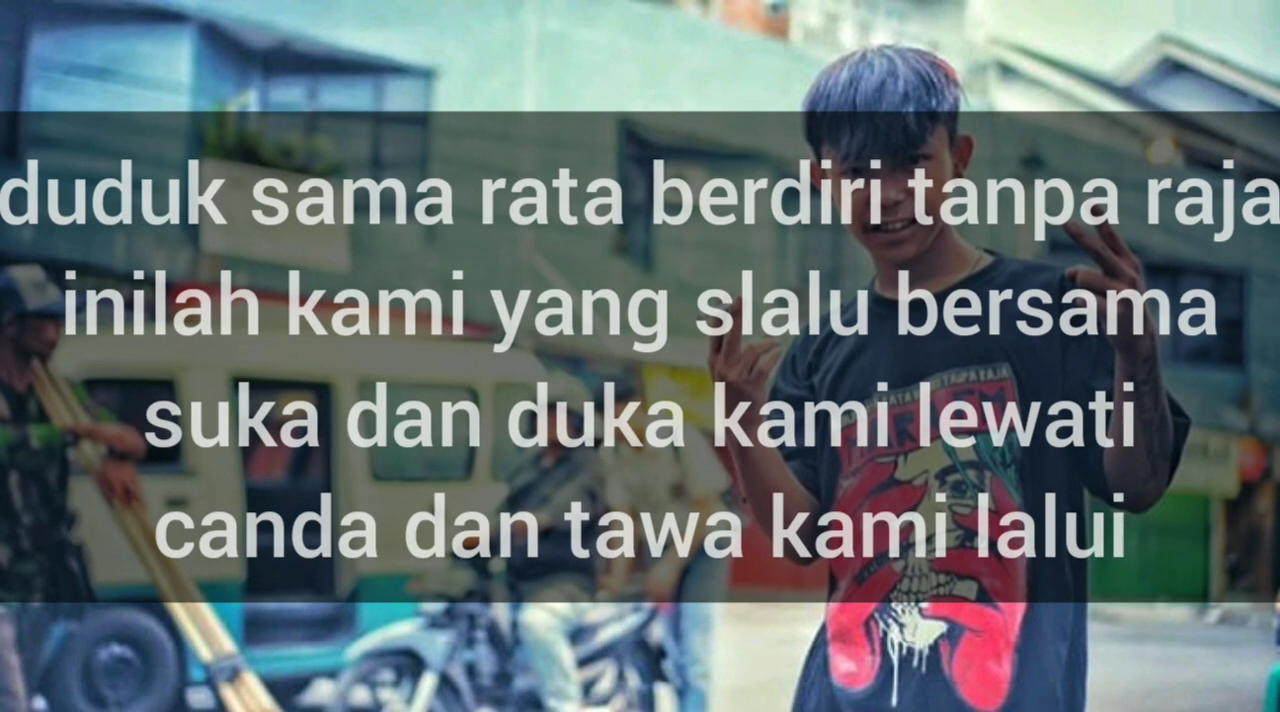 duduk sama rata berdiri tanpa raja
inilah kami yang slalu bersama
suka dan duka kami lewati
canda dan tawa kami lalui